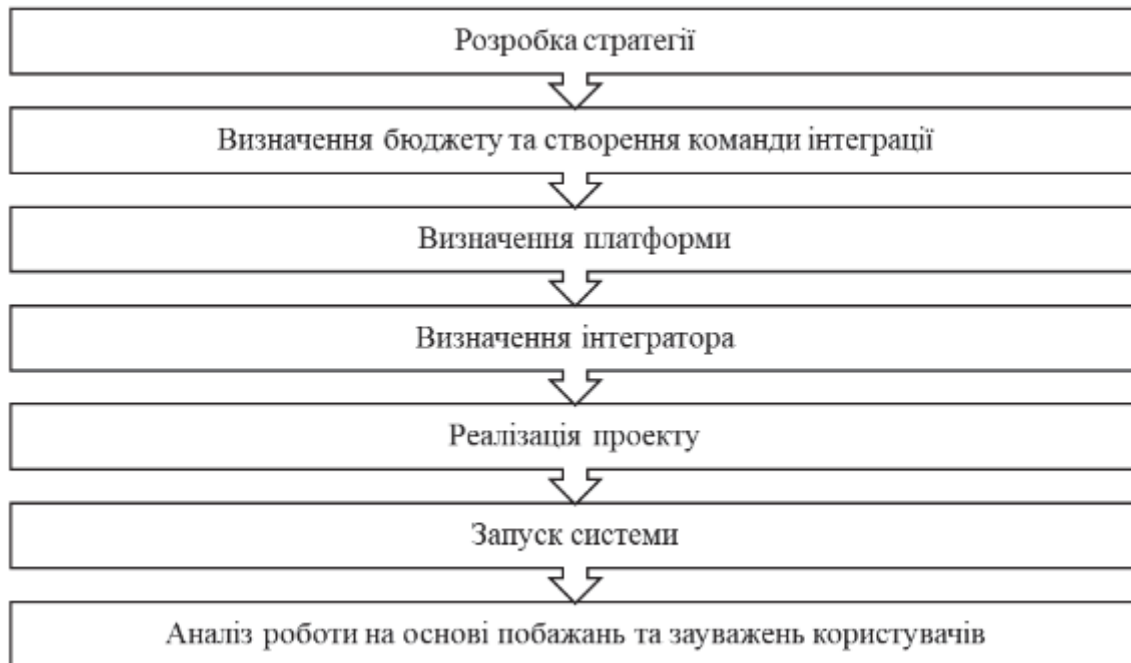 Розробка стратегії
Визначення бюджету та створення команди інтеграції
Визначення платформи
Визначення інтегратора
Реалізація проекту
Запуск системи
Аналіз роботи на основі побажань та зауважень користувачів